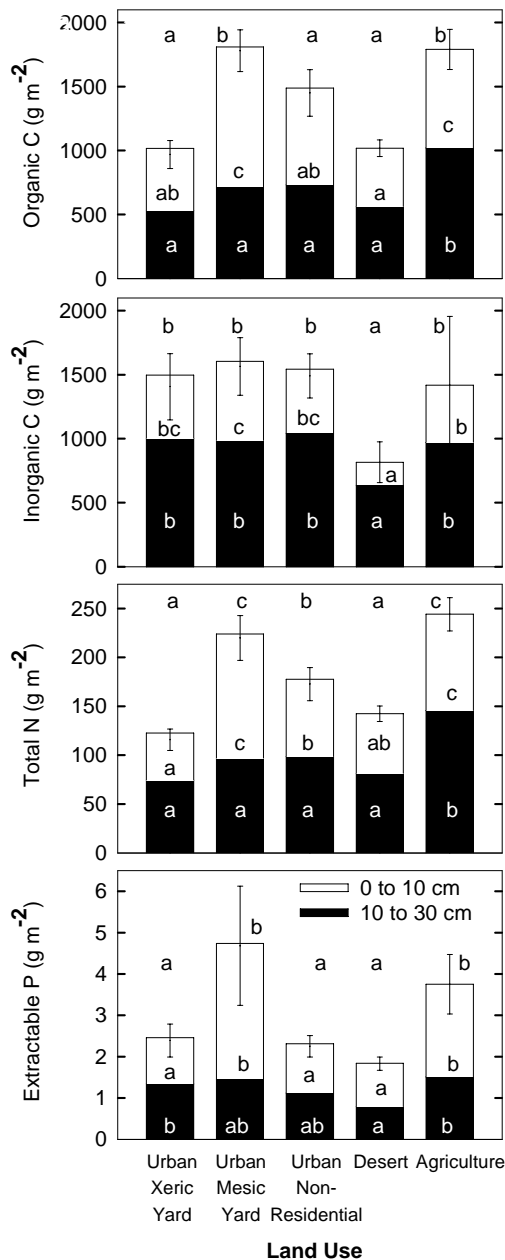 2000
1500
1000
500
0
Organic C (g m-2)
a b a a b
ab c ab a c
a a a a b
2000
1500
1000
500
0
Inorganic C (g m-2)
b b b a b
bc c bc a b
b b b a b
250
200
150
100
50
0
Total N (g m-2)
a c b a c
a c b ab c
a a a a b
6
5
4
3
2
1
0
Extractable P (g m-2)
0 to 10 cm
10 to 30 cm
a b a a b
a b a a b
b ab ab a b
Urban Xeric Yard
Urban Mesic Yard
Urban Non-Residential
Desert
Agriculture
Land Use